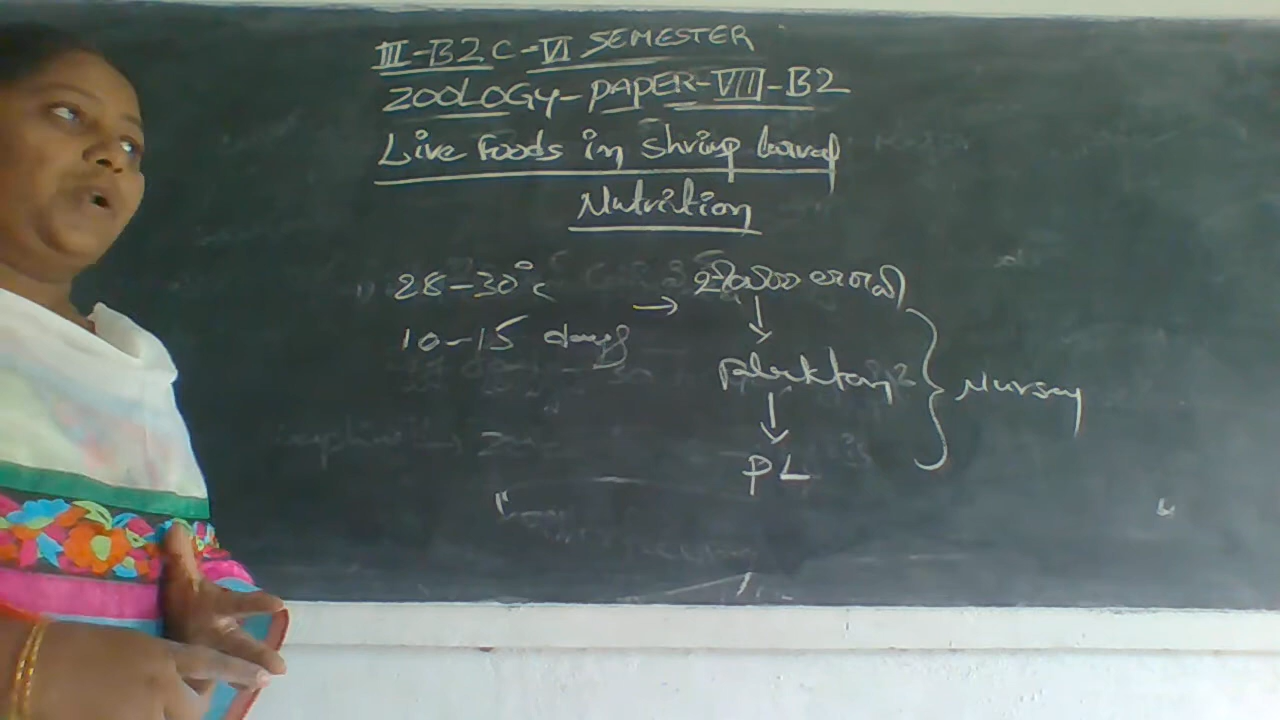 III-BZC-VI SEMESTER
ZOOLOGY-PAPER-VII-B2
Live Foods in Shrimp Larval
Nutrition
28-30°c
10-15 days →
↓
plankton
↓
PL
} Nursery